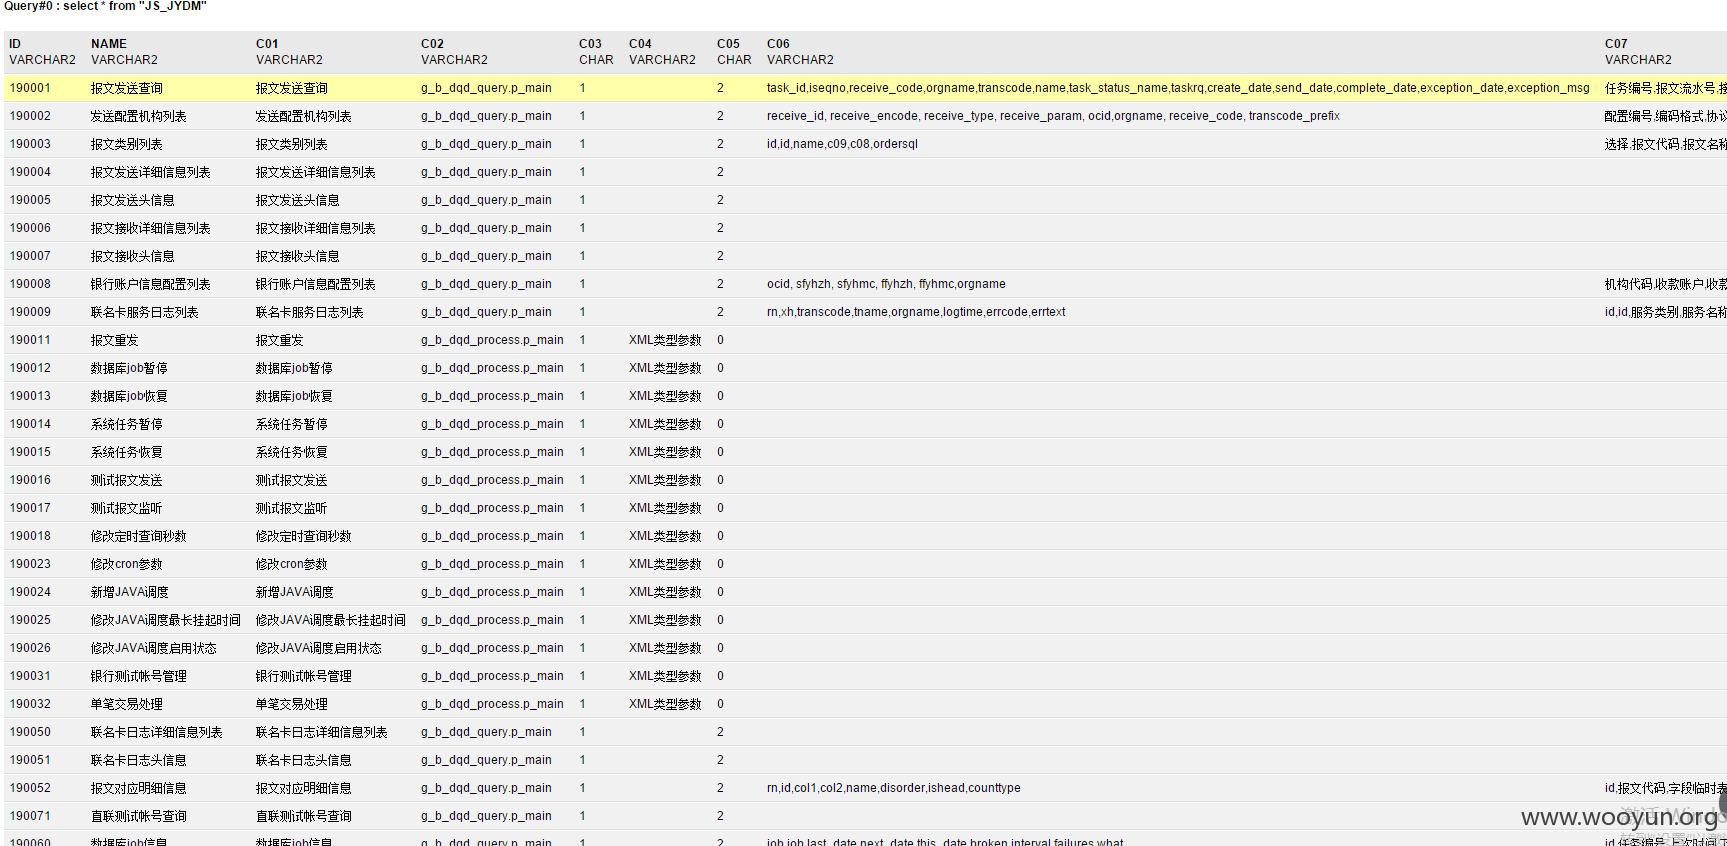 Query#0 : select * from "JS_JYDM"
ID NAME C01 C02 C03 C04 C05 C06 C07
VARCHAR2 VARCHAR2 VARCHAR2 VARCHAR2 CHAR VARCHAR2 CHAR VARCHAR2 VARCHAR2
190001 报文发送查询 报文发送查询 g_b_dqd_query.p_main 1 2 task_id,iseqno,receive_code,orgname,transcode,name,task_status_name,taskrq,create_date,send_date,complete_date,exception_date,exception_msg 任务编号,报文流水号,接
190002 发送配置机构列表 发送配置机构列表 g_b_dqd_query.p_main 1 2 receive_id, receive_encode, receive_type, receive_param, ocid,orgname, receive_code, transcode_prefix 配置编号,编码格式,协议
190003 报文类别列表 报文类别列表 g_b_dqd_query.p_main 1 2 id,id,name,c09,c08,ordersql 选择,报文代码,报文名称
190004 报文发送详细信息列表 报文发送详细信息列表 g_b_dqd_query.p_main 1 2
190005 报文发送头信息 报文发送头信息 g_b_dqd_query.p_main 1 2
190006 报文接收详细信息列表 报文接收详细信息列表 g_b_dqd_query.p_main 1 2
190007 报文接收头信息 报文接收头信息 g_b_dqd_query.p_main 1 2
190008 银行账户信息配置列表 银行账户信息配置列表 g_b_dqd_query.p_main 1 2 ocid, sfyhzh, sfyhmc, ffyhzh, ffyhmc,orgname 机构代码,收款账户,收款
190009 联名卡服务日志列表 联名卡服务日志列表 g_b_dqd_query.p_main 1 2 rn,xh,transcode,tname,orgname,logtime,errcode,errtext id,id,服务类别,服务名称
190011 报文重发 报文重发 g_b_dqd_process.p_main 1 XML类型参数 0
190012 数据库job暂停 数据库job暂停 g_b_dqd_process.p_main 1 XML类型参数 0
190013 数据库job恢复 数据库job恢复 g_b_dqd_process.p_main 1 XML类型参数 0
190014 系统任务暂停 系统任务暂停 g_b_dqd_process.p_main 1 XML类型参数 0
190015 系统任务恢复 系统任务恢复 g_b_dqd_process.p_main 1 XML类型参数 0
190016 测试报文发送 测试报文发送 g_b_dqd_process.p_main 1 XML类型参数 0
190017 测试报文监听 测试报文监听 g_b_dqd_process.p_main 1 XML类型参数 0
190018 修改定时查询秒数 修改定时查询秒数 g_b_dqd_process.p_main 1 XML类型参数 0
190023 修改cron参数 修改cron参数 g_b_dqd_process.p_main 1 XML类型参数 0
190024 新增JAVA调度 新增JAVA调度 g_b_dqd_process.p_main 1 XML类型参数 0
190025 修改JAVA调度最长挂起时间 修改JAVA调度最长挂起时间 g_b_dqd_process.p_main 1 XML类型参数 0
190026 修改JAVA调度启用状态 修改JAVA调度启用状态 g_b_dqd_process.p_main 1 XML类型参数 0
190031 银行测试帐号管理 银行测试帐号管理 g_b_dqd_process.p_main 1 XML类型参数 0
190032 单笔交易处理 单笔交易处理 g_b_dqd_process.p_main 1 XML类型参数 0
190050 联名卡日志详细信息列表 联名卡日志详细信息列表 g_b_dqd_query.p_main 1 2
190051 联名卡日志头信息 联名卡日志头信息 g_b_dqd_query.p_main 1 2
190052 报文对应明细信息 报文对应明细信息 g_b_dqd_query.p_main 1 2 rn,id,col1,col2,name,disorder,ishead,counttype id,报文代码,字段临时表
190071 直联测试帐号查询 直联测试帐号查询 g_b_dqd_query.p_main 1 2
www.wooyun.org
190060 数据库job信息 数据库job信息 g_b_dqd_query.p_main 1 2 job,job,last_date,next_date,this_date,broken,interval,failures,what